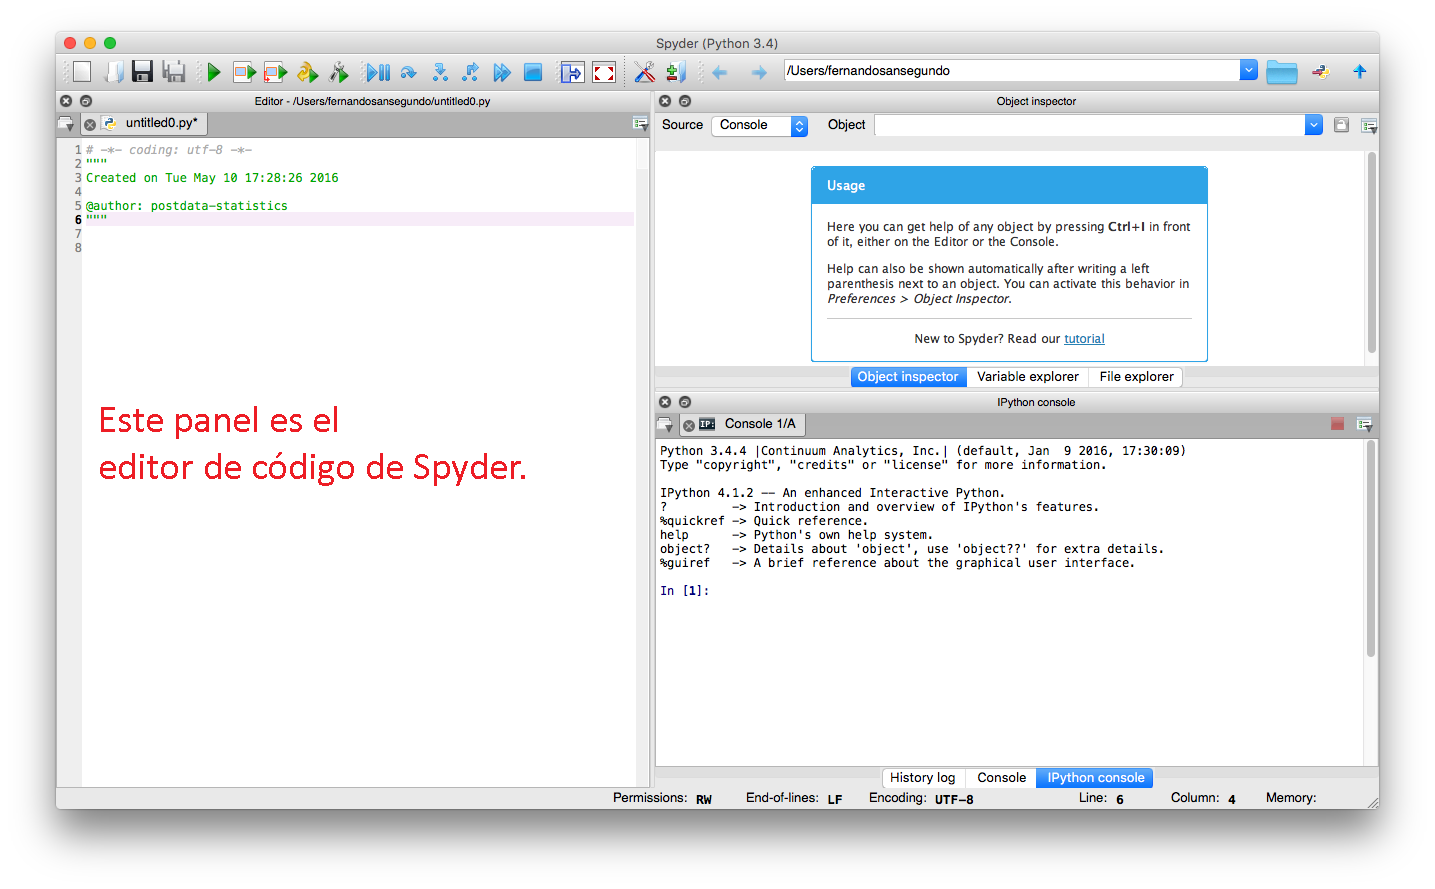 Spyder (Python 3.4)
/Users/fernandosansegundo
Editor - /Users/fernandosansegundo/untitled0.py
untitled0.py*
1 # -*- coding: utf-8 -*-
2 """
3 Created on Tue May 10 17:28:26 2016
4
5 @author: postdata-statistics
6 """
7
8
Este panel es el
editor de código de Spyder.
Object inspector
Source Console Object
Usage
Here you can get help of any object by pressing Ctrl+I in front
of it, either on the Editor or the Console.
Help can also be shown automatically after writing a left
parenthesis next to an object. You can activate this behavior in
Preferences > Object Inspector.
New to Spyder? Read our tutorial
Object inspector Variable explorer File explorer
IPython console
IP: Console 1/A
Python 3.4.4 |Continuum Analytics, Inc.| (default, Jan  9 2016, 17:30:09)
Type "copyright", "credits" or "license" for more information.
IPython 4.1.2 -- An enhanced Interactive Python.
?         -> Introduction and overview of IPython's features.
%quickref -> Quick reference.
help      -> Python's own help system.
object?   -> Details about 'object', use 'object??' for extra details.
%guiref   -> A brief reference about the graphical user interface.
In [1]:
History log Console IPython console
Permissions: RW End-of-lines: LF Encoding: UTF-8 Line: 6 Column: 4 Memory: